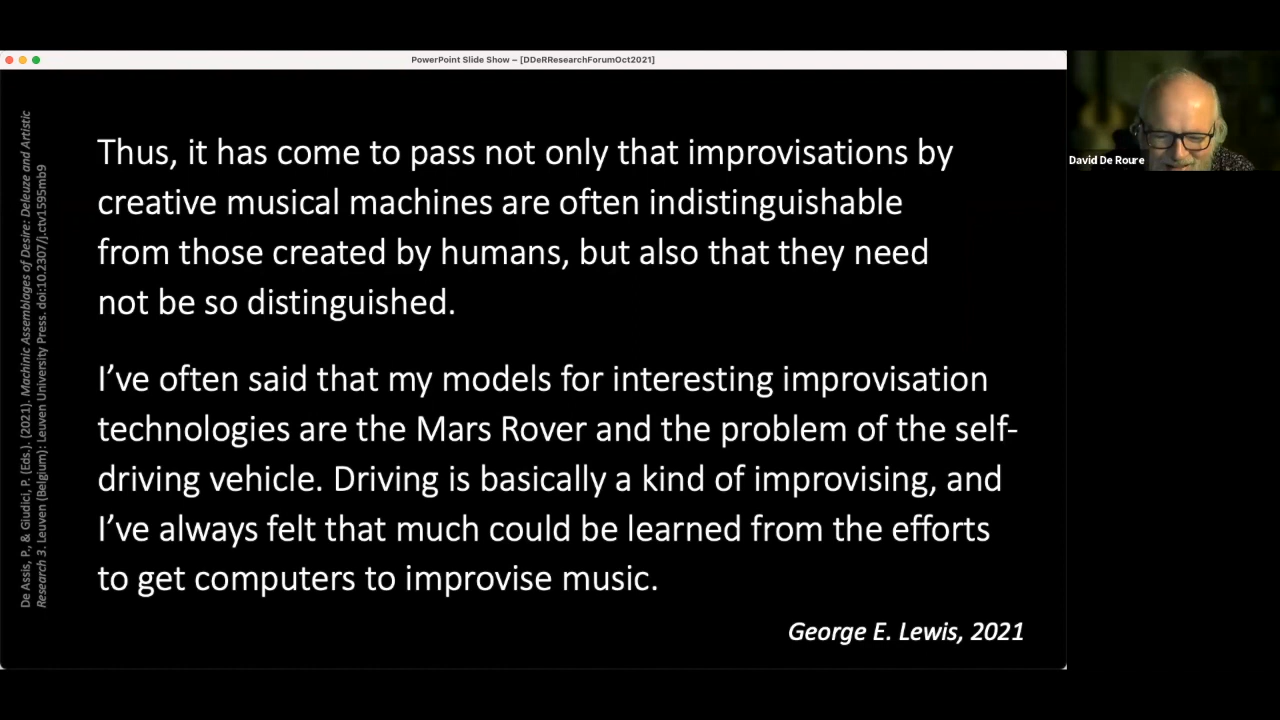 PowerPoint Slide Show – [DDeRResearchForumOct2021]
De Assis, P., & Giudici, P. (Eds.). (2021). Machinic Assemblages of Desire: Deleuze and Artistic
Research 3. Leuven (Belgium): Leuven University Press. doi:10.2307/j.ctv1595mb9
Thus, it has come to pass not only that improvisations by
creative musical machines are often indistinguishable
from those created by humans, but also that they need
not be so distinguished.
I've often said that my models for interesting improvisation
technologies are the Mars Rover and the problem of the self-
driving vehicle. Driving is basically a kind of improvising, and
I've always felt that much could be learned from the efforts
to get computers to improvise music.
George E. Lewis, 2021
David De Roure